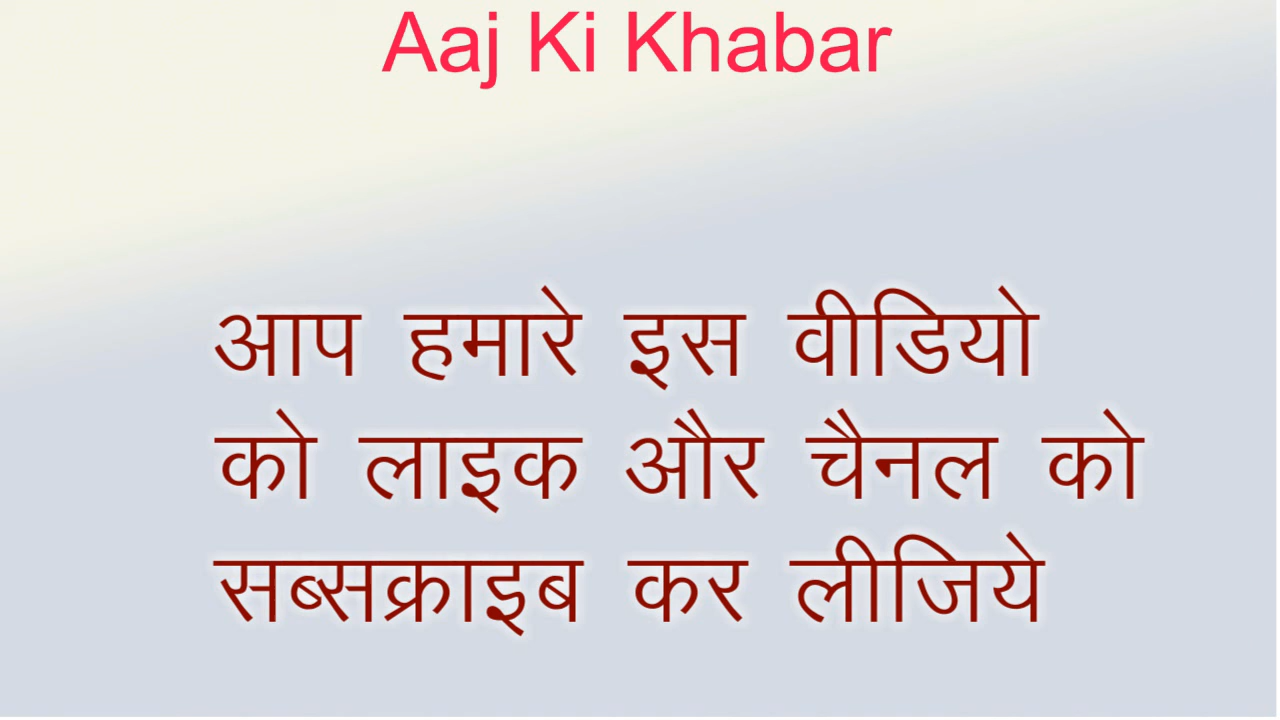 Aaj Ki Khabar
आप हमारे इस वीडियो
को लाइक और चैनल को
सब्सक्राइब कर लीजिये